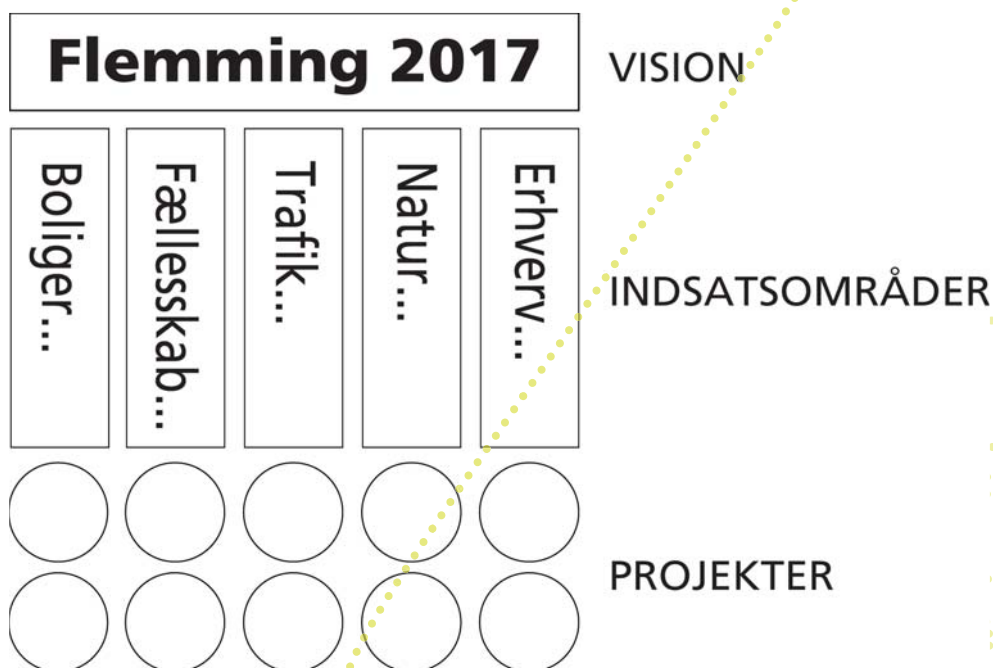 Flemming 2017
VISION
Boliger...
Fællesskab...
Trafik...
Natur...
Erhverv...
INDSATSOMRÅDER
PROJEKTER